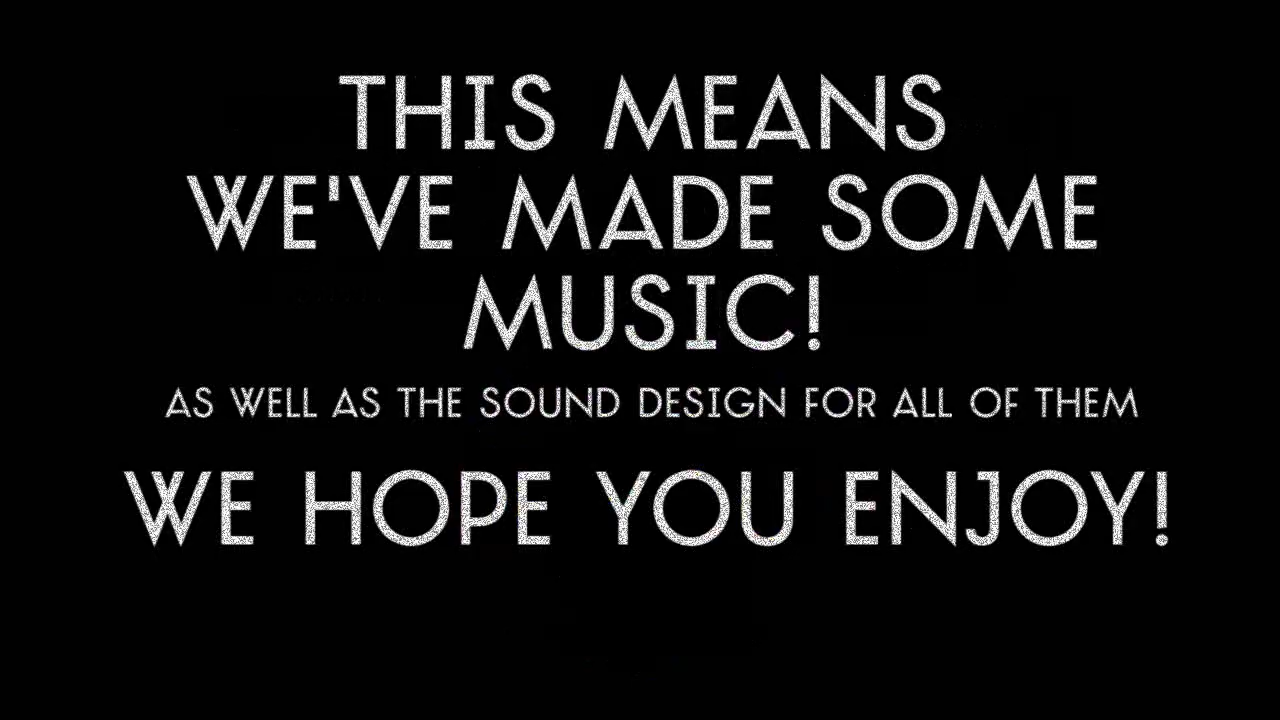 THIS MEANS
WE'VE MADE SOME
MUSIC!
AS WELL AS THE SOUND DESIGN FOR ALL OF THEM
WE HOPE YOU ENJOY!